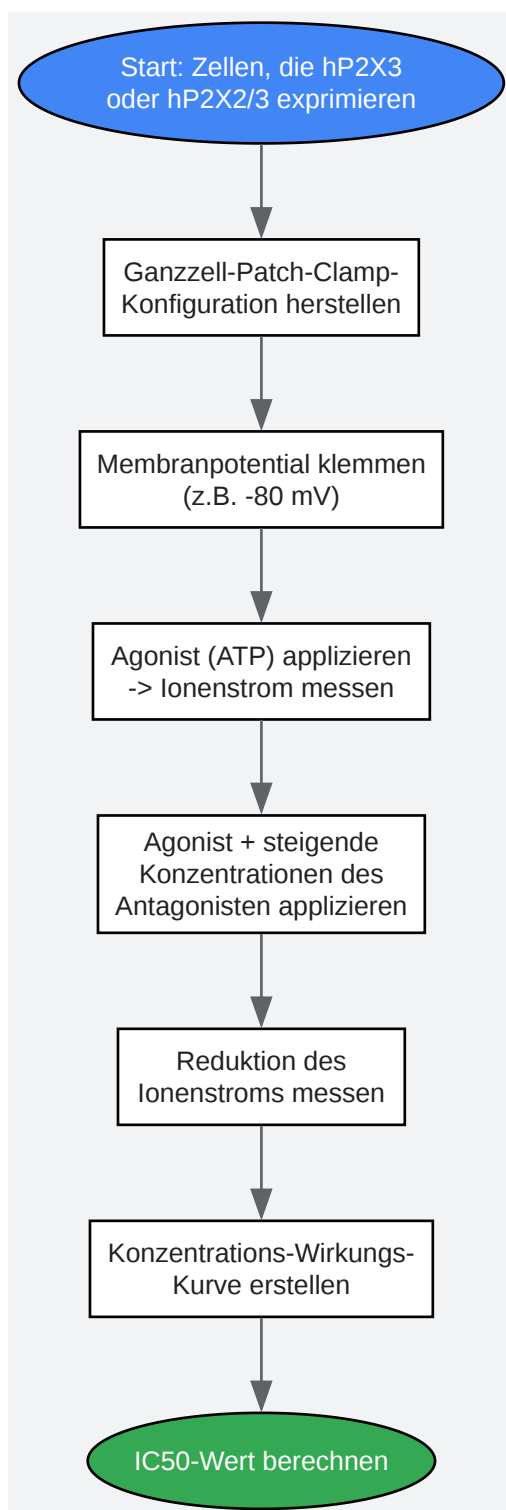 Start: Zellen, die hP2X3
oder hP2X2/3 exprimieren
Ganzzell-Patch-Clamp-
Konfiguration herstellen
Membranpotential klemmen
(z.B. -80 mV)
Agonist (ATP) applizieren
-> Ionenstrom messen
Agonist + steigende
Konzentrationen des
Antagonisten applizieren
Reduktion des
Ionenstroms messen
Konzentrations-Wirkungs-
Kurve erstellen
IC50-Wert berechnen